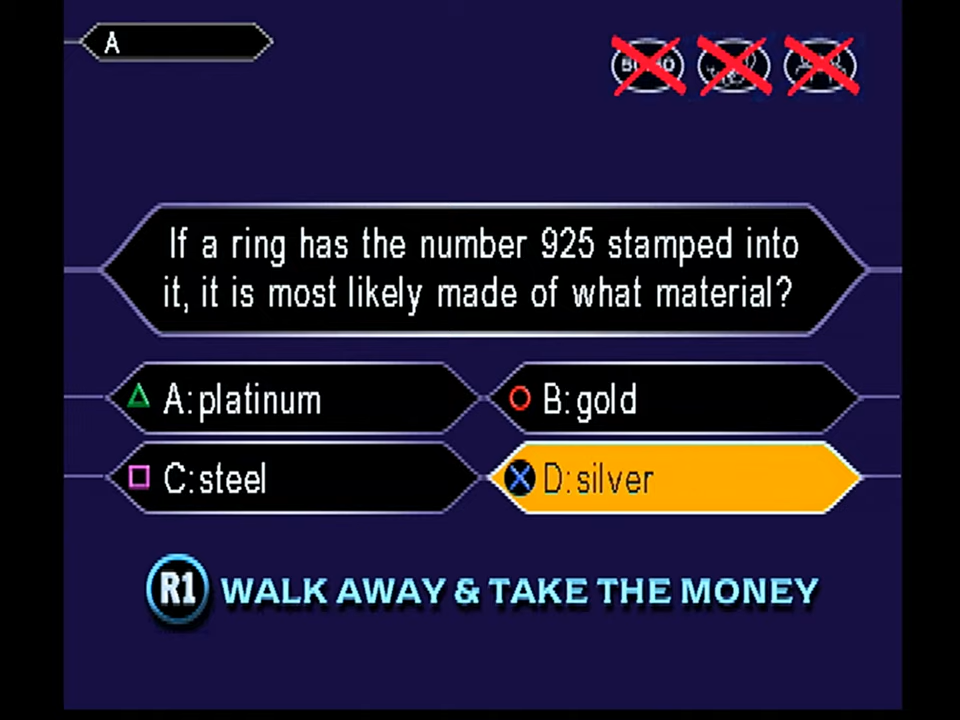 A
If a ring has the number 925 stamped into
it, it is most likely made of what material?
A: platinum
B: gold
C: steel
D: silver
R1 WALK AWAY & TAKE THE MONEY